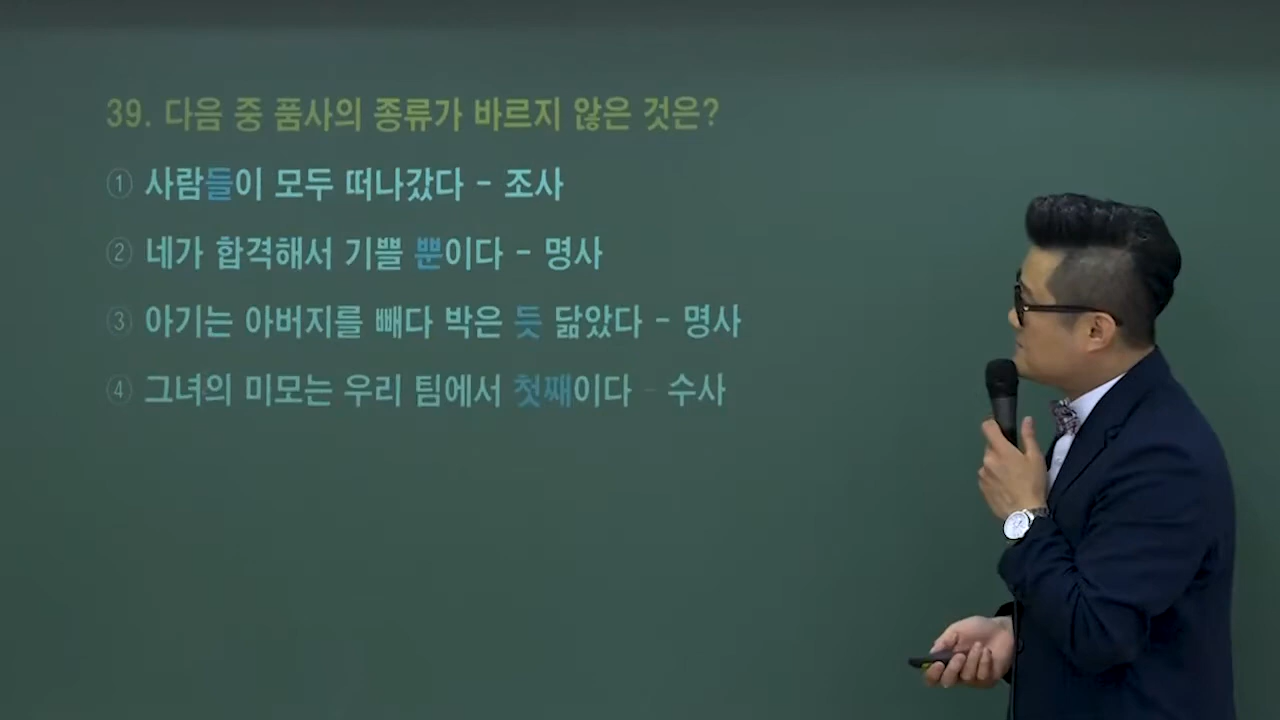 39. 다음 중 품사의 종류가 바르지 않은 것은?
① 사람들이 모두 떠나갔다 - 조사
② 네가 합격해서 기쁠 뿐이다 - 명사
③ 아기는 아버지를 빼다 박은 듯 닮았다 - 명사
④ 그녀의 미모는 우리 팀에서 첫째이다 - 수사